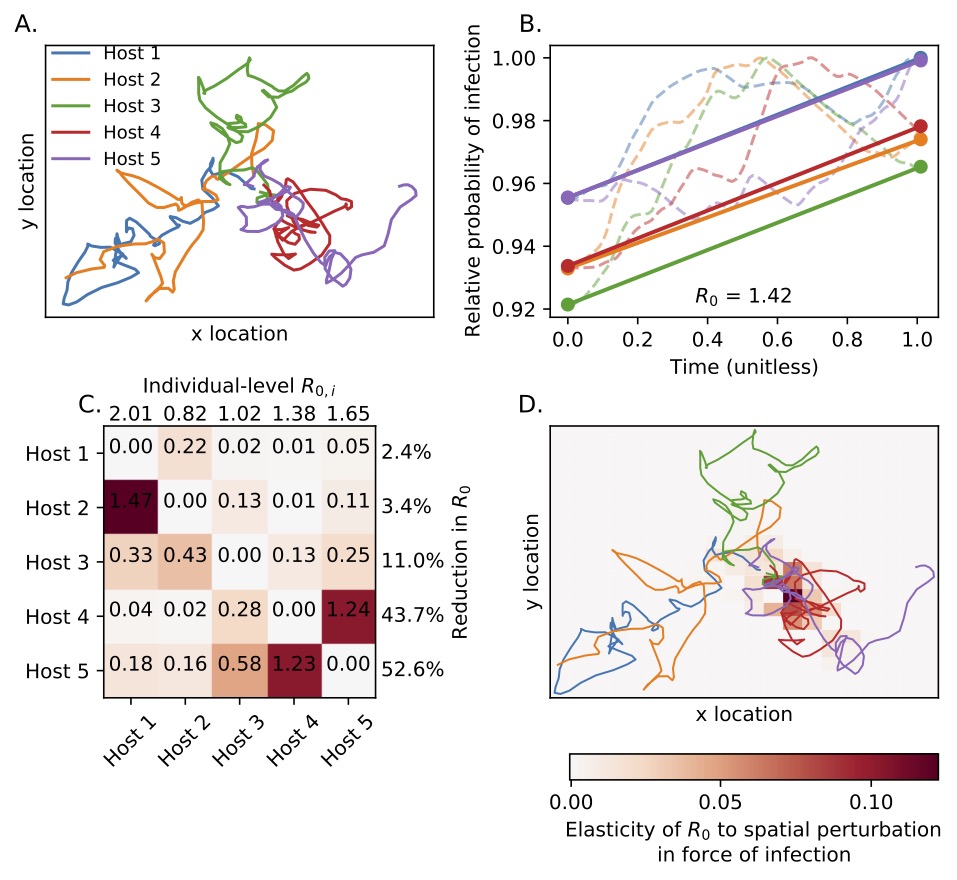 A.
Host 1
Host 2
Host 3
Host 4
Host 5
y location
x location
B.
Relative probability of infection
1.00
0.98
0.96
0.94
0.92
R0 = 1.42
0.0 0.2 0.4 0.6 0.8 1.0
Time (unitless)
Individual-level R0, i
C.
2.01 0.82 1.02 1.38 1.65
Host 1 0.00 0.22 0.02 0.01 0.05 2.4%
Host 2 1.47 0.00 0.13 0.01 0.11 3.4%
Host 3 0.33 0.43 0.00 0.13 0.25 11.0%
Host 4 0.04 0.02 0.28 0.00 1.24 43.7%
Host 5 0.18 0.16 0.58 1.23 0.00 52.6%
Reduction in R0
Host 1 Host 2 Host 3 Host 4 Host 5
D.
y location
x location
0.00 0.05 0.10
Elasticity of R0 to spatial perturbation
in force of infection